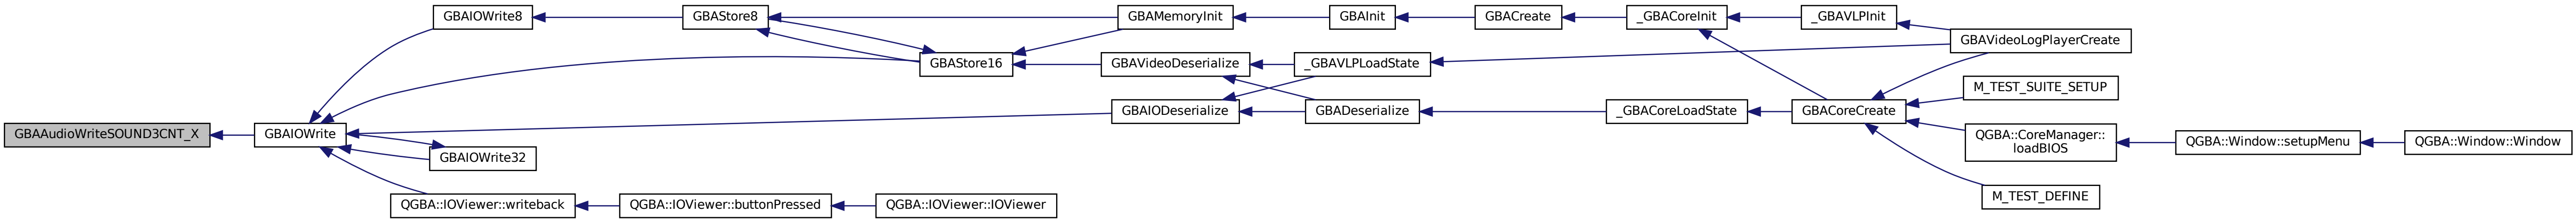 GBAAudioWriteSOUND3CNT_X
GBAIOWrite
GBAIOWrite8
GBAStore8
GBAMemoryInit
GBAInit
GBACreate
_GBACoreInit
_GBAVLPInit
GBAVideoLogPlayerCreate
GBAStore16
GBAVideoDeserialize
_GBAVLPLoadState
GBAIODeserialize
GBADeserialize
_GBACoreLoadState
GBACoreCreate
M_TEST_SUITE_SETUP
QGBA::CoreManager::
loadBIOS
QGBA::Window::setupMenu
QGBA::Window::Window
M_TEST_DEFINE
GBAIOWrite32
QGBA::IOViewer::writeback
QGBA::IOViewer::buttonPressed
QGBA::IOViewer::IOViewer